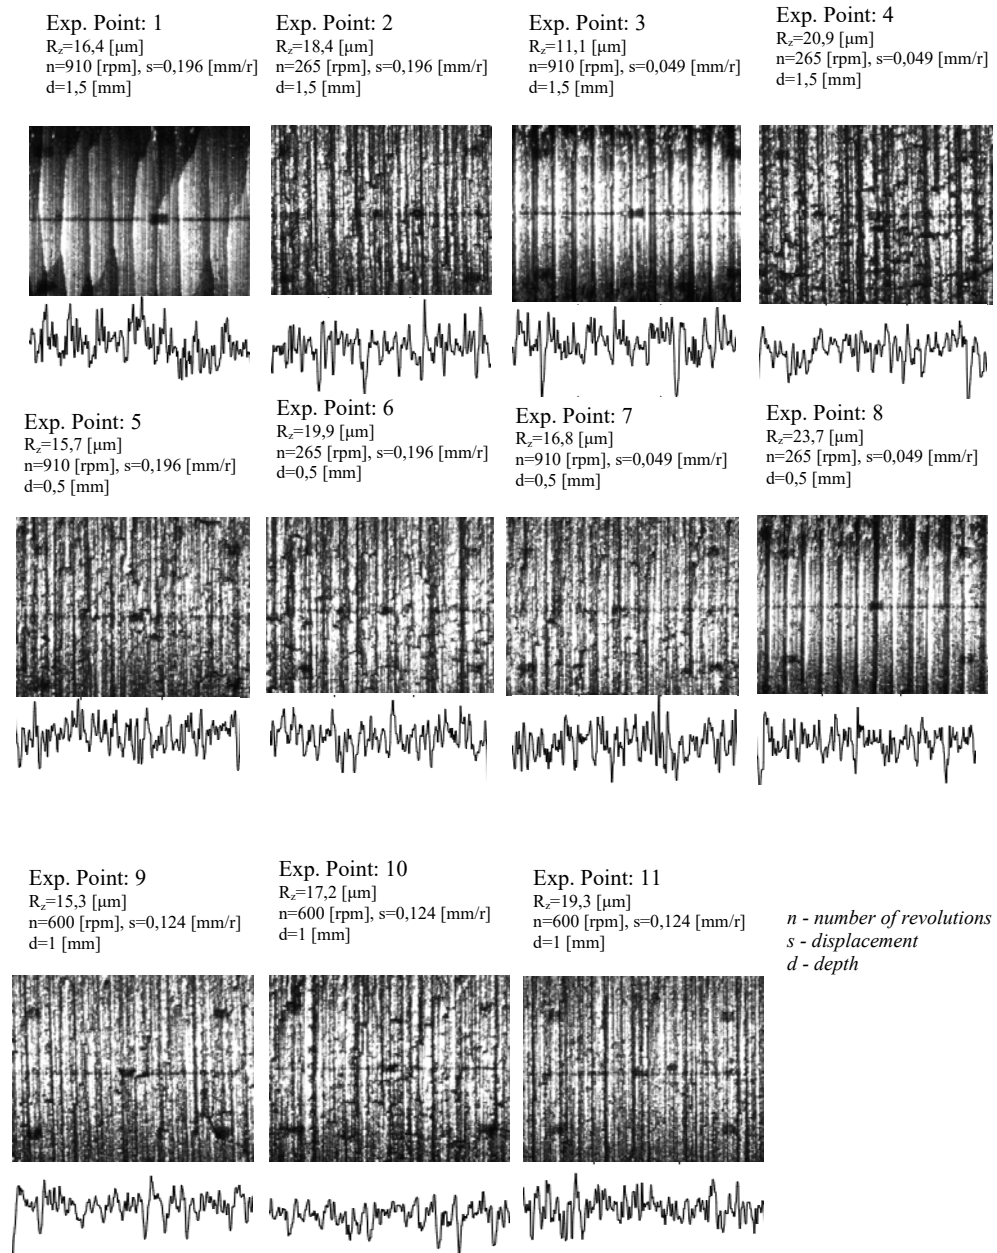 Exp. Point: 1
Rz=16,4 [μm]
n=910 [rpm], s=0,196 [mm/r]
d=1,5 [mm]
Exp. Point: 2
Rz=18,4 [μm]
n=265 [rpm], s=0,196 [mm/r]
d=1,5 [mm]
Exp. Point: 3
Rz=11,1 [μm]
n=910 [rpm], s=0,049 [mm/r]
d=1,5 [mm]
Exp. Point: 4
Rz=20,9 [μm]
n=265 [rpm], s=0,049 [mm/r]
d=1,5 [mm]
Exp. Point: 5
Rz=15,7 [μm]
n=910 [rpm], s=0,196 [mm/r]
d=0,5 [mm]
Exp. Point: 6
Rz=19,9 [μm]
n=265 [rpm], s=0,196 [mm/r]
d=0,5 [mm]
Exp. Point: 7
Rz=16,8 [μm]
n=910 [rpm], s=0,049 [mm/r]
d=0,5 [mm]
Exp. Point: 8
Rz=23,7 [μm]
n=265 [rpm], s=0,049 [mm/r]
d=0,5 [mm]
Exp. Point: 9
Rz=15,3 [μm]
n=600 [rpm], s=0,124 [mm/r]
d=1 [mm]
Exp. Point: 10
Rz=17,2 [μm]
n=600 [rpm], s=0,124 [mm/r]
d=1 [mm]
Exp. Point: 11
Rz=19,3 [μm]
n=600 [rpm], s=0,124 [mm/r]
d=1 [mm]
n - number of revolutions
s - displacement
d - depth